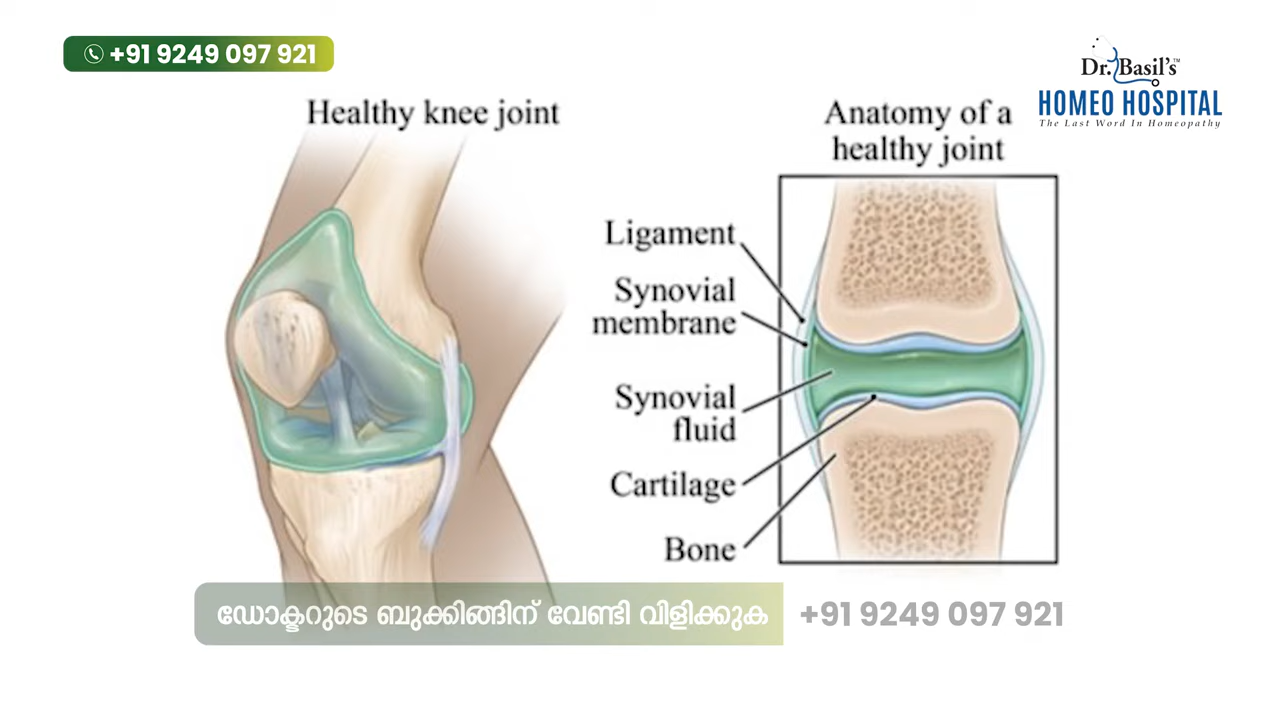 +91 9249 097 921
Dr. Basil's™
HOMEO HOSPITAL
The Last Word In Homeopathy
Healthy knee joint
Anatomy of a
healthy joint
Ligament
Synovial
membrane
Synovial
fluid
Cartilage
Bone
ഡോക്ടറുടെ ബുക്കിങ്ങിന് വേണ്ടി വിളിക്കുക +91 9249 097 921